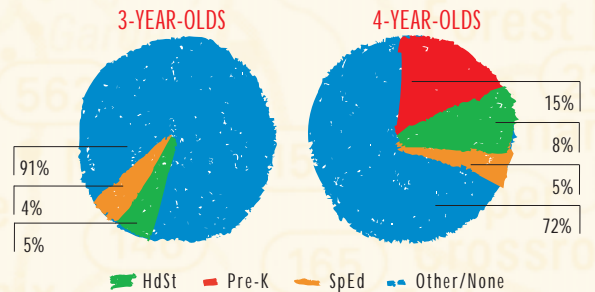 3-YEAR-OLDS
4-YEAR-OLDS
91%
4%
5%
15%
8%
5%
72%
HdSt Pre-K SpEd Other/None